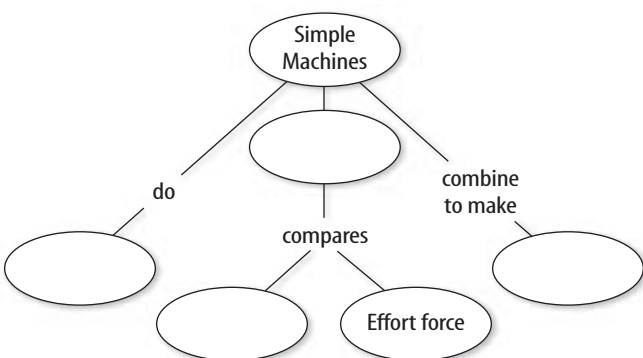 Simple
Machines
do
combine
to make
compares
Effort force